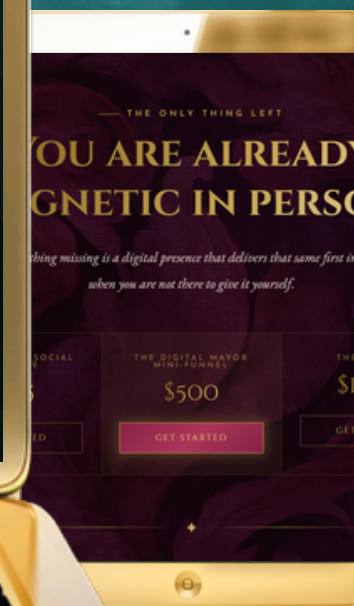 THE ONLY THING LEFT
YOU ARE ALREADY
GNETIC IN PERSO
thing missing is a digital presence that delivers that same first i
when you are not there to give it yourself.
SOCIAL
THE DIGITAL MAYOR
MINI-FUNNEL
THE
E
5
$500
$1
ED
GET STARTED
GET